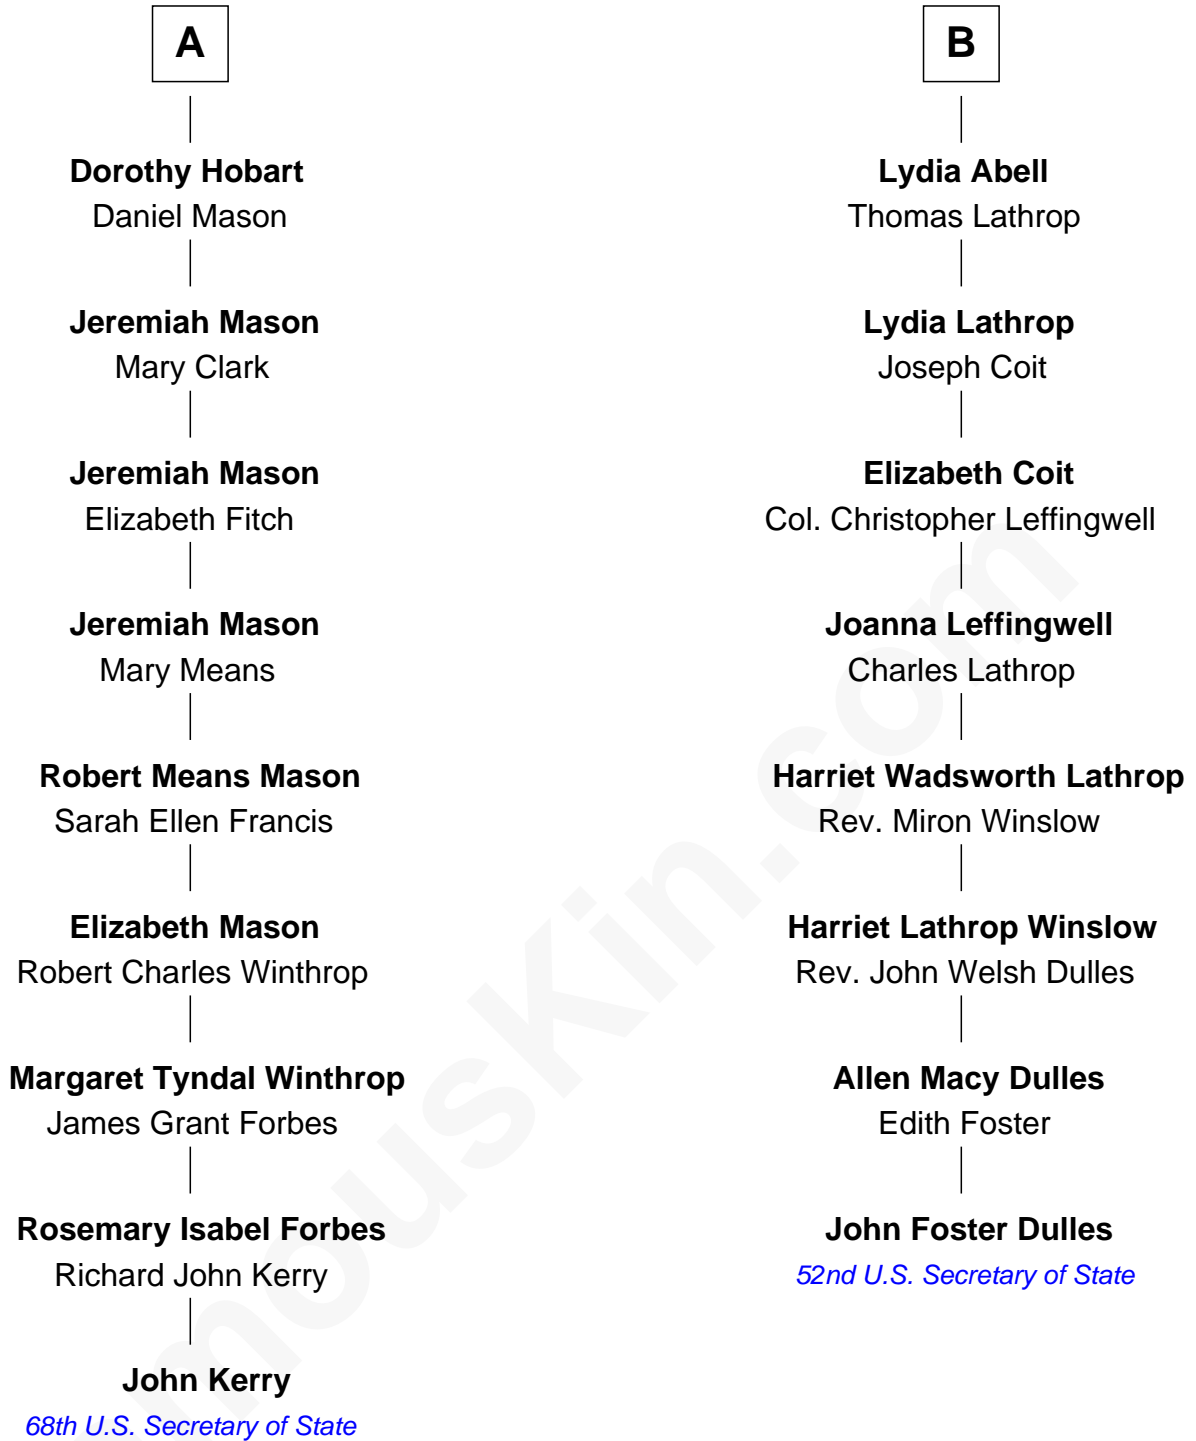 A
Dorothy Hobart
Daniel Mason
Jeremiah Mason
Mary Clark
Jeremiah Mason
Elizabeth Fitch
Jeremiah Mason
Mary Means
Robert Means Mason
Sarah Ellen Francis
Elizabeth Mason
Robert Charles Winthrop
Margaret Tyndal Winthrop
James Grant Forbes
Rosemary Isabel Forbes
Richard John Kerry
John Kerry
68th U.S. Secretary of State
B
Lydia Abell
Thomas Lathrop
Lydia Lathrop
Joseph Coit
Elizabeth Coit
Col. Christopher Leffingwell
Joanna Leffingwell
Charles Lathrop
Harriet Wadsworth Lathrop
Rev. Miron Winslow
Harriet Lathrop Winslow
Rev. John Welsh Dulles
Allen Macy Dulles
Edith Foster
John Foster Dulles
52nd U.S. Secretary of State
mousKin.com